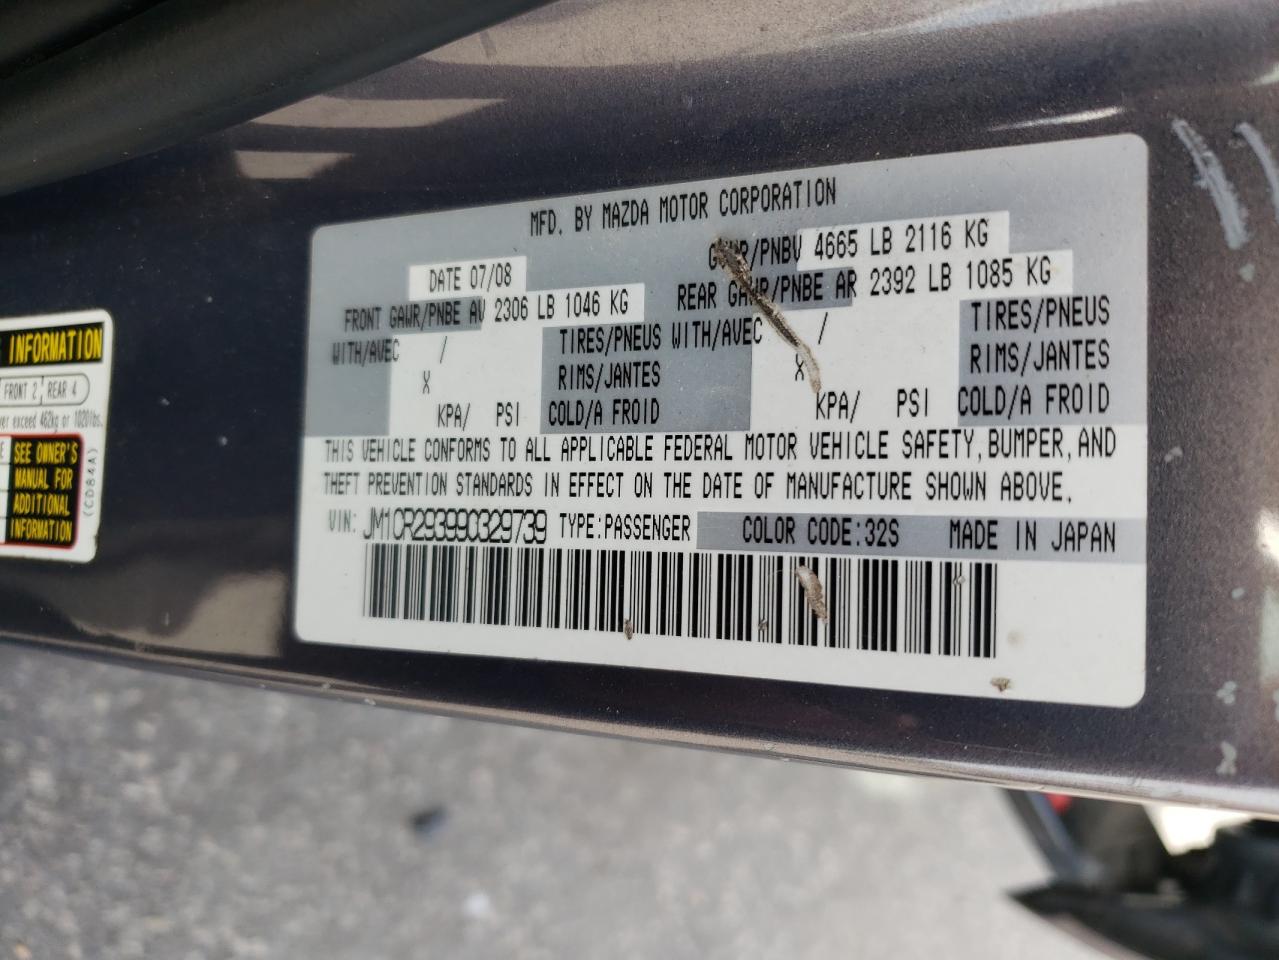 MFD. BY MAZDA MOTOR CORPORATION
DATE 07/08
GVWR/PNBV 4665 LB 2116 KG
FRONT GAWR/PNBE AV 2306 LB 1046 KG
REAR GAWR/PNBE AR 2392 LB 1085 KG
WITH/AVEC / TIRES/PNEUS WITH/AVEC / TIRES/PNEUS
X RIMS/JANTES X RIMS/JANTES
KPA/ PSI COLD/A FROID KPA/ PSI COLD/A FROID
THIS VEHICLE CONFORMS TO ALL APPLICABLE FEDERAL MOTOR VEHICLE SAFETY, BUMPER, AND
THEFT PREVENTION STANDARDS IN EFFECT ON THE DATE OF MANUFACTURE SHOWN ABOVE.
VIN: JM1CR293990329739 TYPE:PASSENGER COLOR CODE:32S MADE IN JAPAN
INFORMATION
FRONT 2 REAR 4
exceed 462kg or 1020lbs.
SEE OWNER'S
MANUAL FOR
ADDITIONAL
INFORMATION
(CD84A)